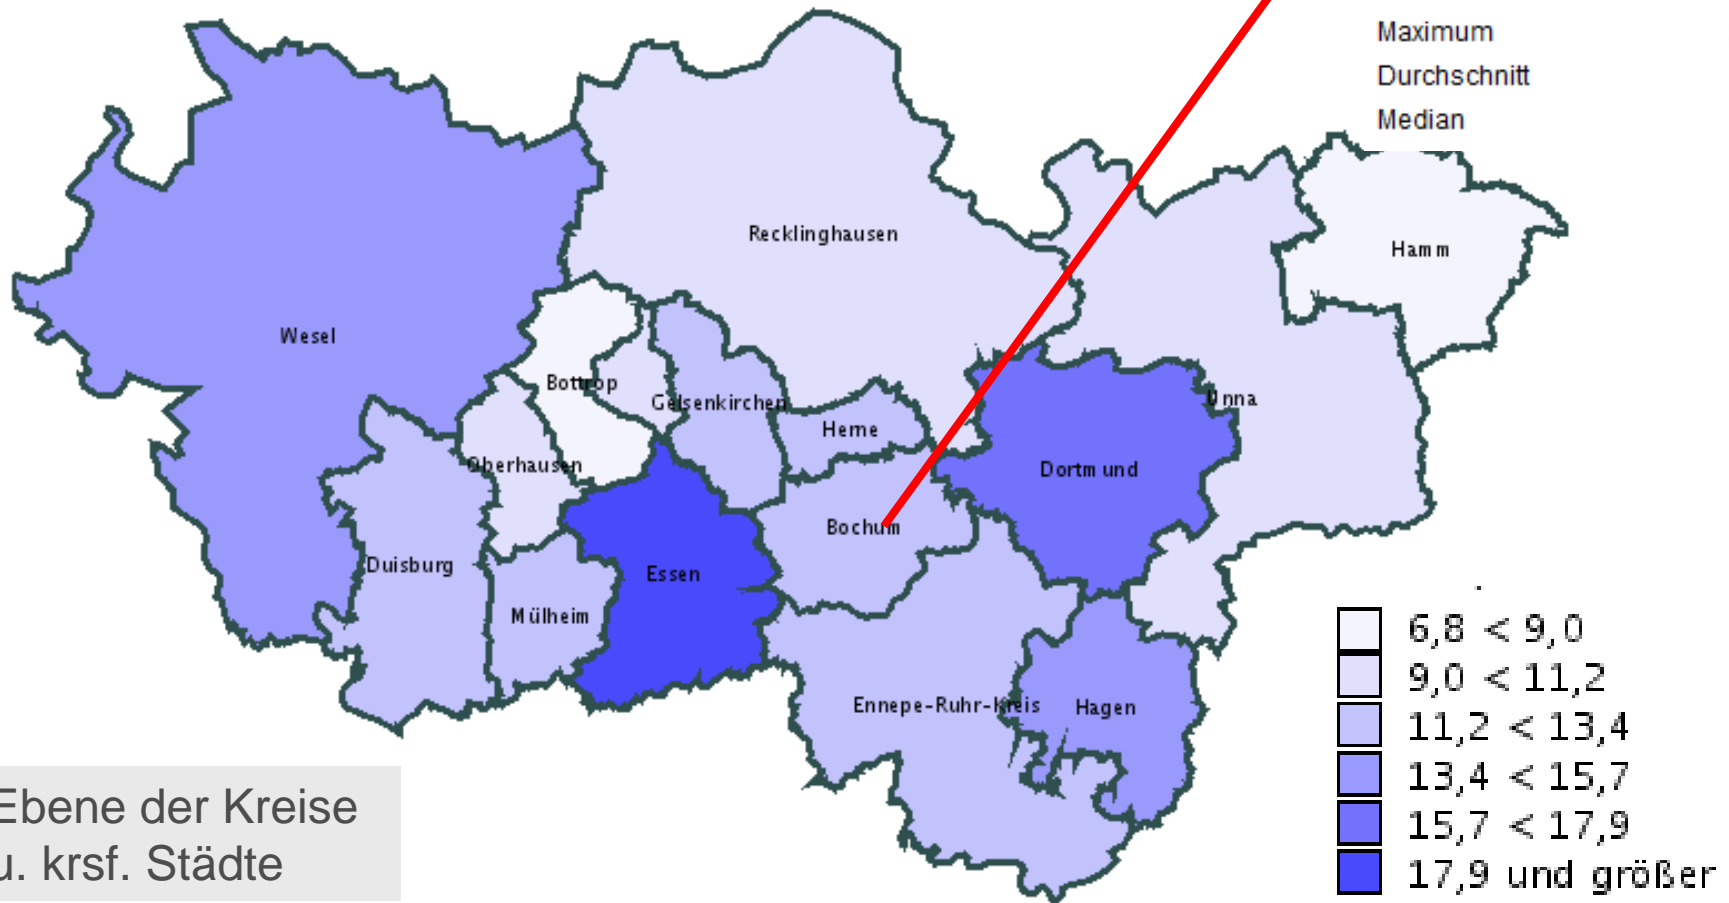 Maximum
Durchschnitt
Median
Recklinghausen
Hamm
Wesel
Bottrop
Gelsenkirchen
Unna
Herne
Oberhausen
Dortmund
Bochum
Duisburg
Essen
Mülheim
Ennepe-Ruhr-Kreis
Hagen
6,8 < 9,0
9,0 < 11,2
11,2 < 13,4
13,4 < 15,7
15,7 < 17,9
17,9 und größer
Ebene der Kreise
u. krsf. Städte